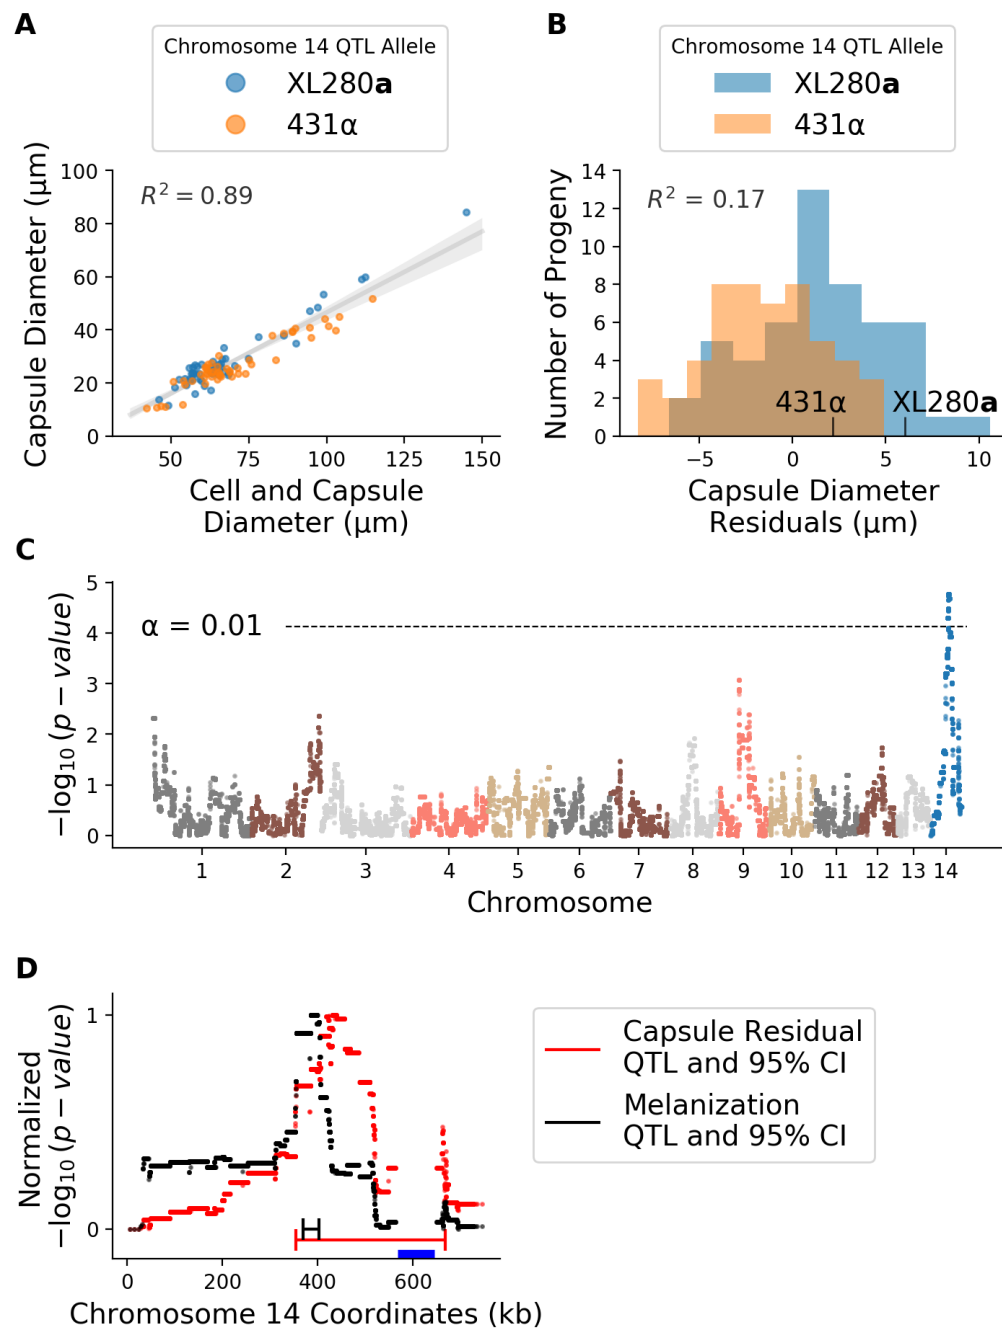 A
Chromosome 14 QTL Allele
XL280a
431α
Capsule Diameter (μm)
100
80
60
40
20
0
R² = 0.89
50
75
100
125
150
Cell and Capsule
Diameter (μm)
B
Chromosome 14 QTL Allele
XL280a
431α
Number of Progeny
14
12
10
8
6
4
2
0
R² = 0.17
431α
XL280a
−5
0
5
10
Capsule Diameter
Residuals (μm)
C
−log₁₀(p − value)
5
4
3
2
1
0
α = 0.01
1
2
3
4
5
6
7
8
9
10
11
12
13
14
Chromosome
D
Normalized
−log₁₀(p − value)
1
0
0
200
400
600
Chromosome 14 Coordinates (kb)
Capsule Residual
QTL and 95% CI
Melanization
QTL and 95% CI